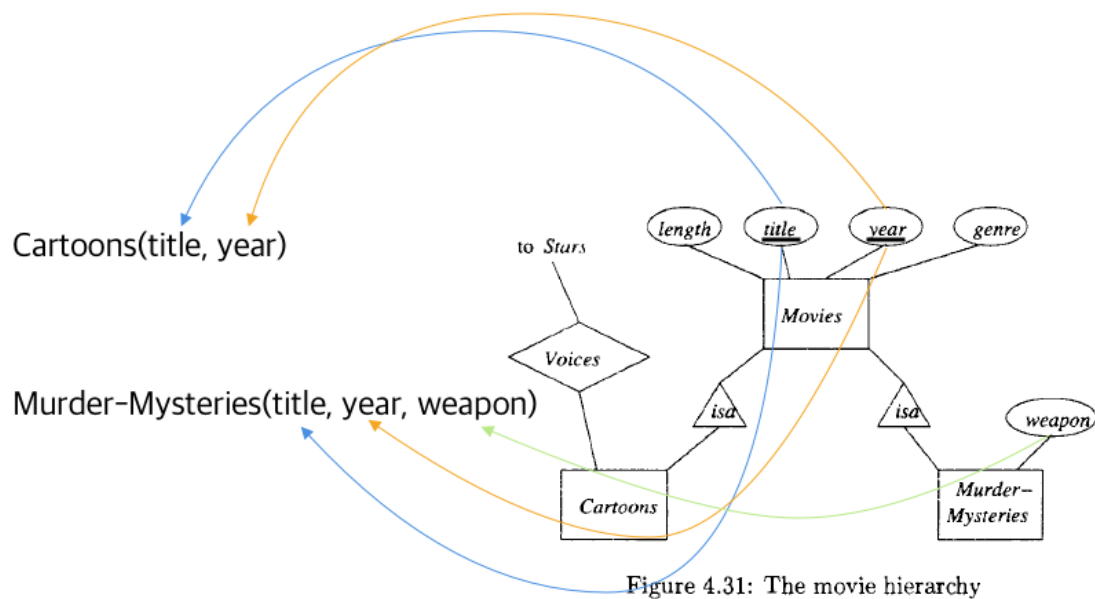 Cartoons(title, year)
Murder-Mysteries(title, year, weapon)
length
title
year
genre
to Stars
Movies
Voices
isa
isa
weapon
Cartoons
Murder-
Mysteries
Figure 4.31: The movie hierarchy